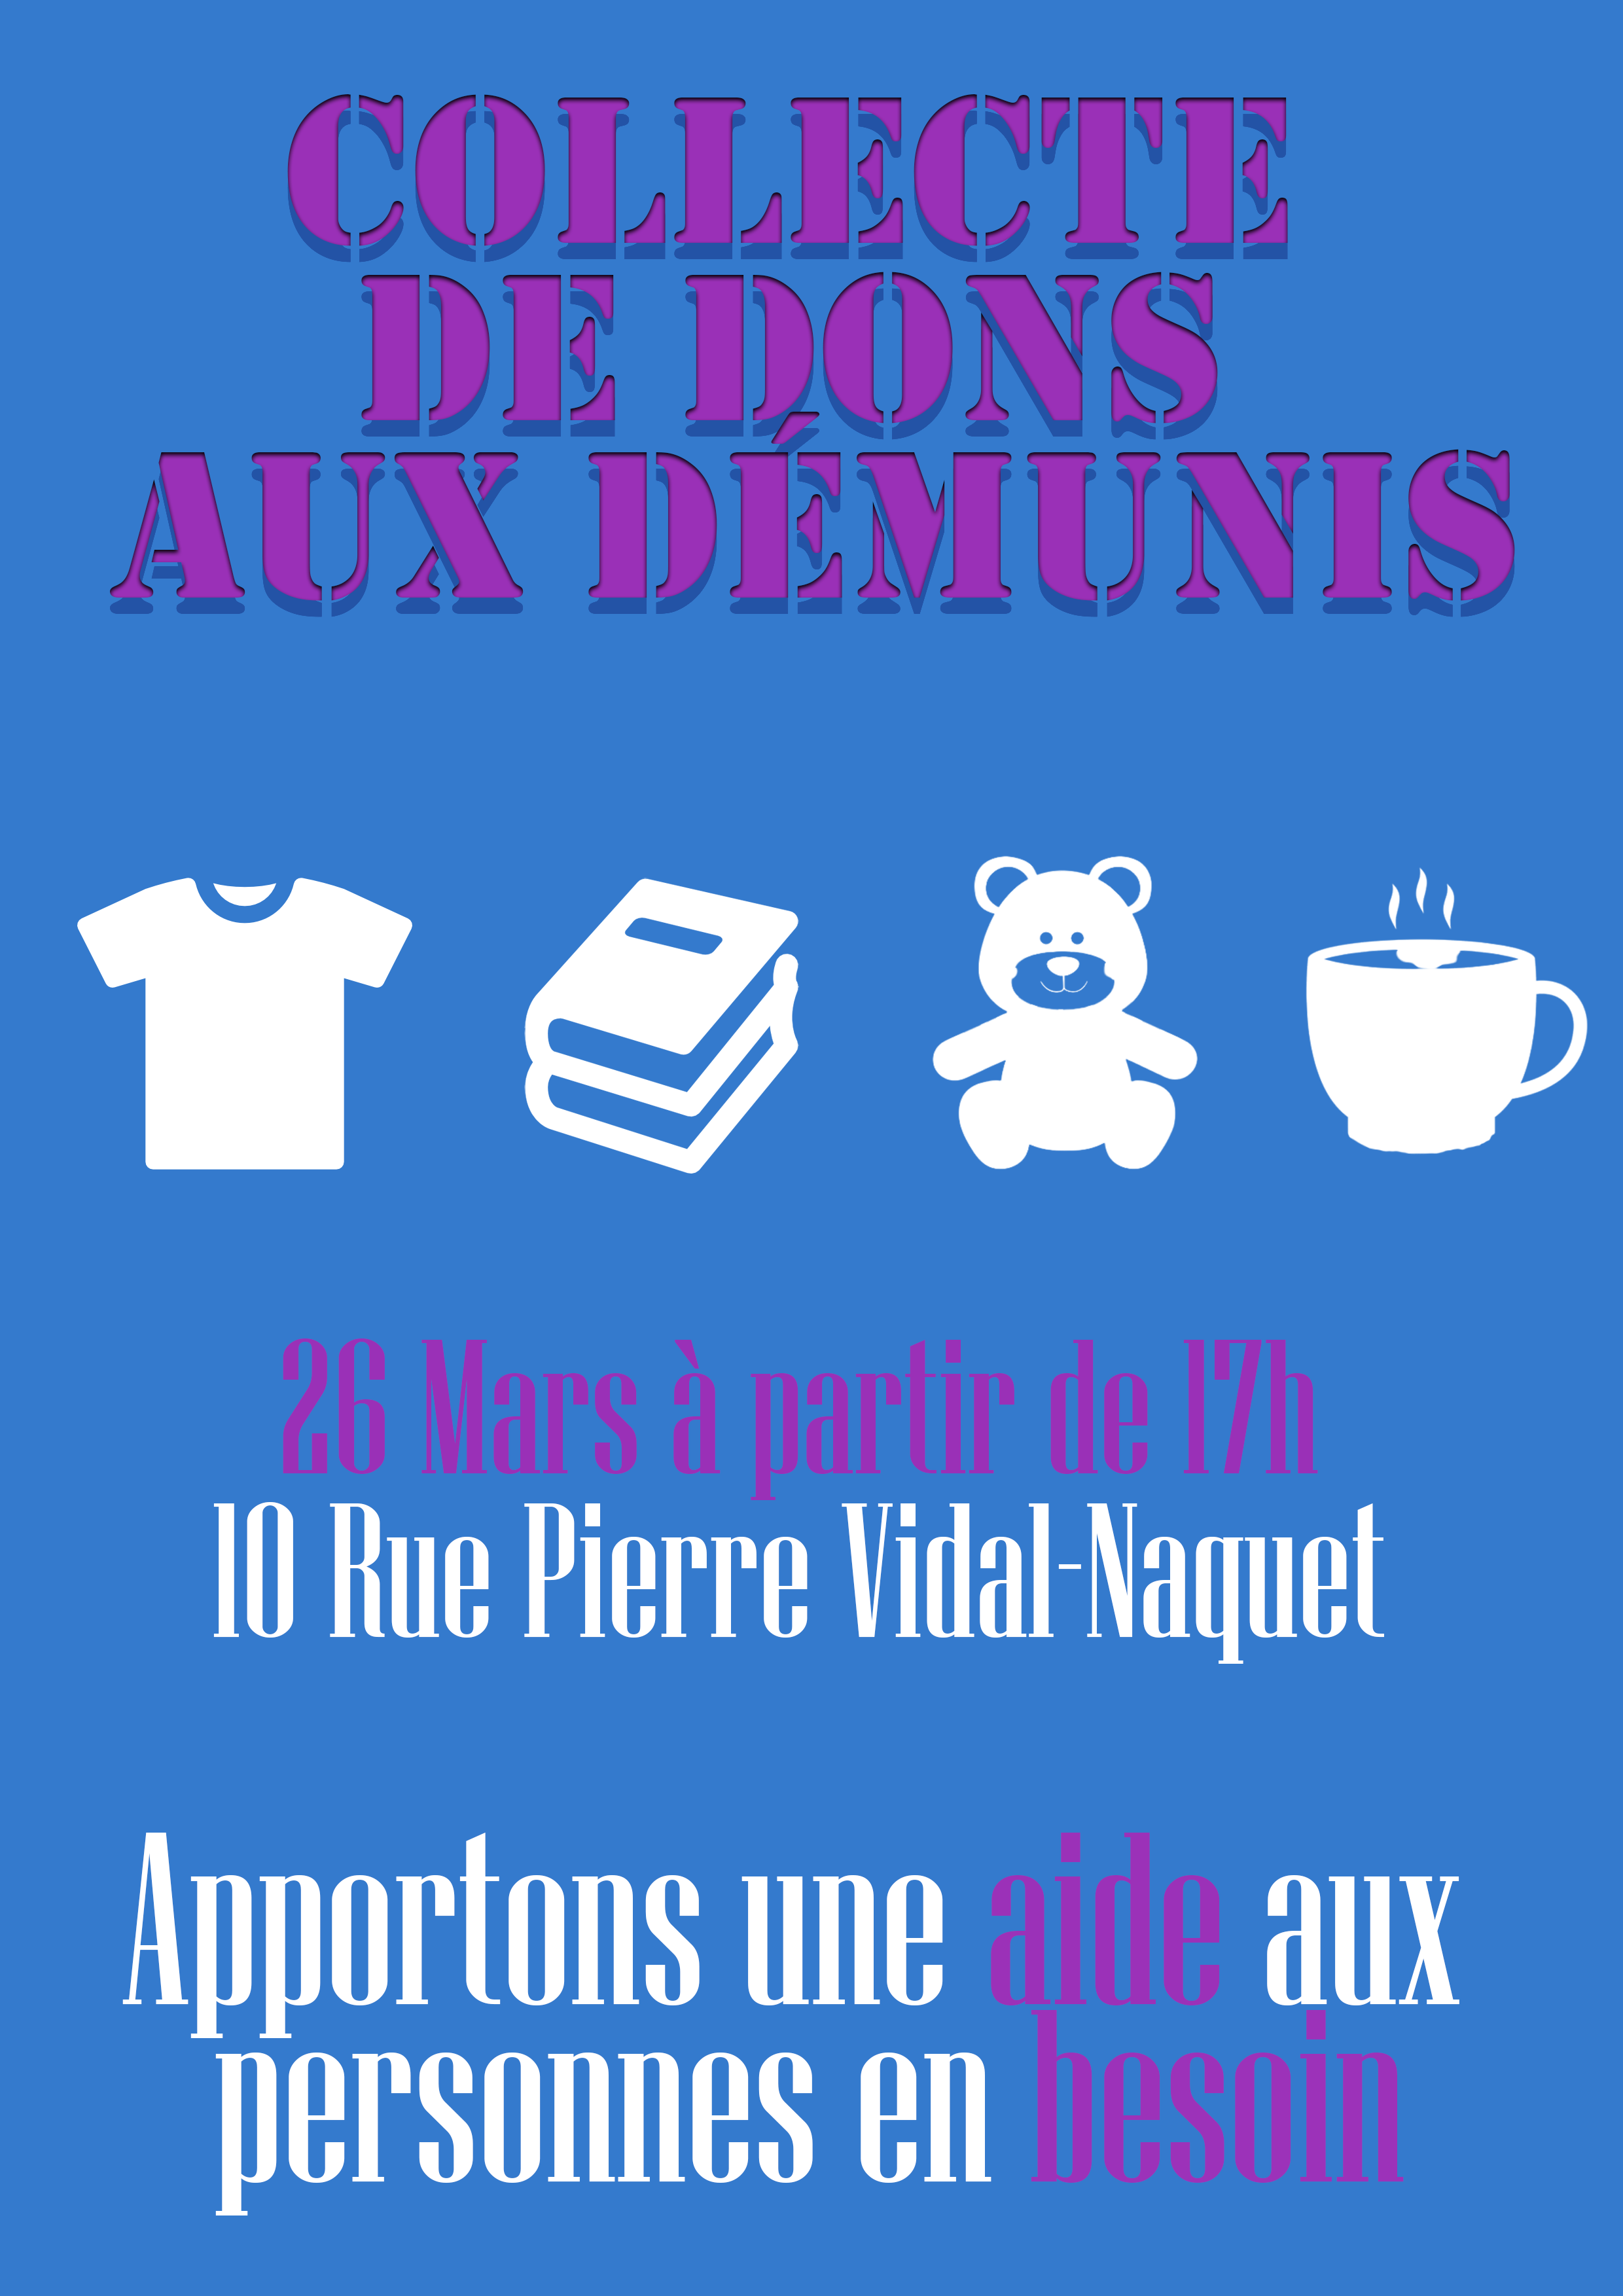 COLLECTE
DE DONS
AUX DÉMUNIS
26 Mars à partir de 17h
10 Rue Pierre Vidal-Naquet
Apportons une aide aux
personnes en besoin